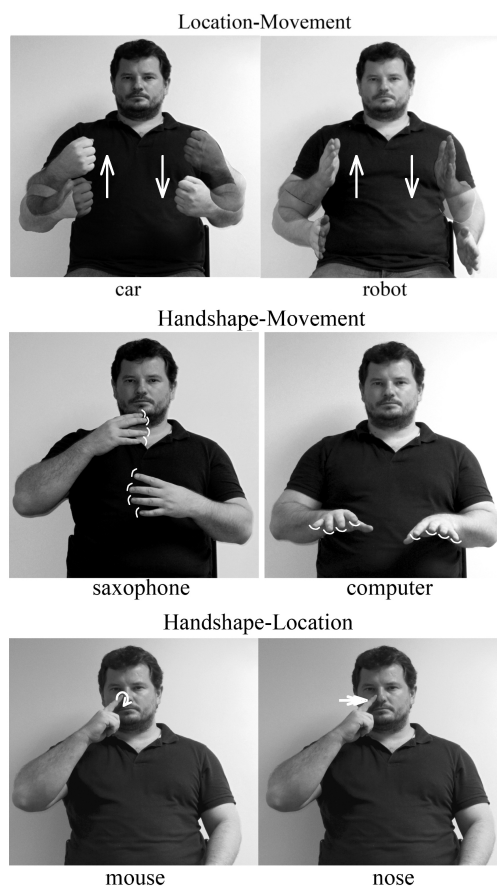 Location-Movement
car robot
Handshape-Movement
saxophone computer
Handshape-Location
mouse nose